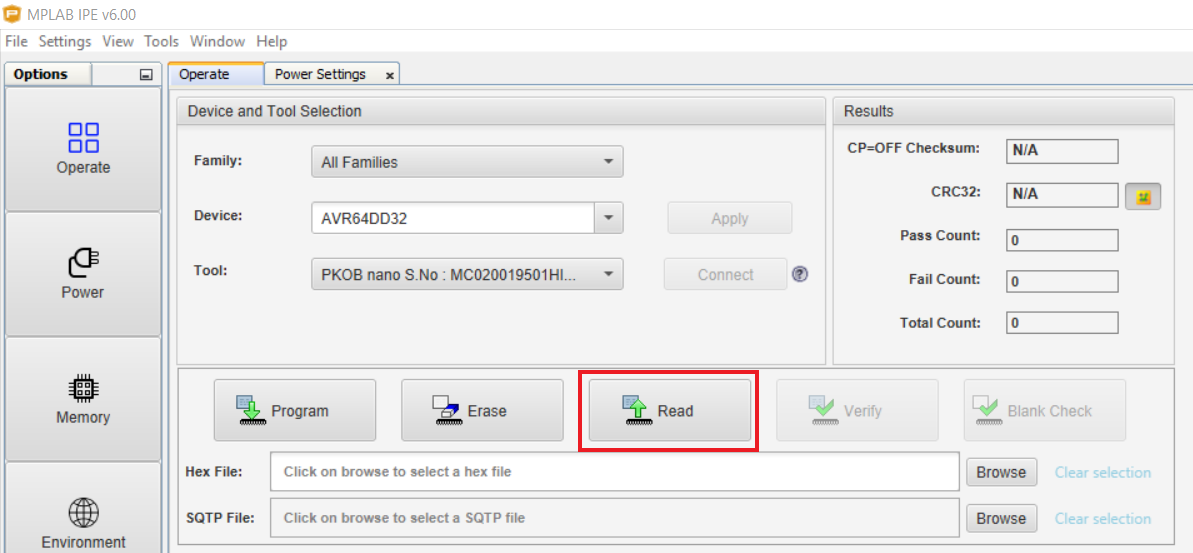 MPLAB IPE v6.00
File Settings View Tools Window Help
Options
Operate
Power
Memory
Environment
Operate Power Settings x
Device and Tool Selection
Family: All Families
Device: AVR64DD32 Apply
Tool: PKOB nano S.No : MC020019501HI... Connect ?
Results
CP=OFF Checksum: N/A
CRC32: N/A
Pass Count: 0
Fail Count: 0
Total Count: 0
Program Erase Read Verify Blank Check
Hex File: Click on browse to select a hex file Browse Clear selection
SQTP File: Click on browse to select a SQTP file Browse Clear selection